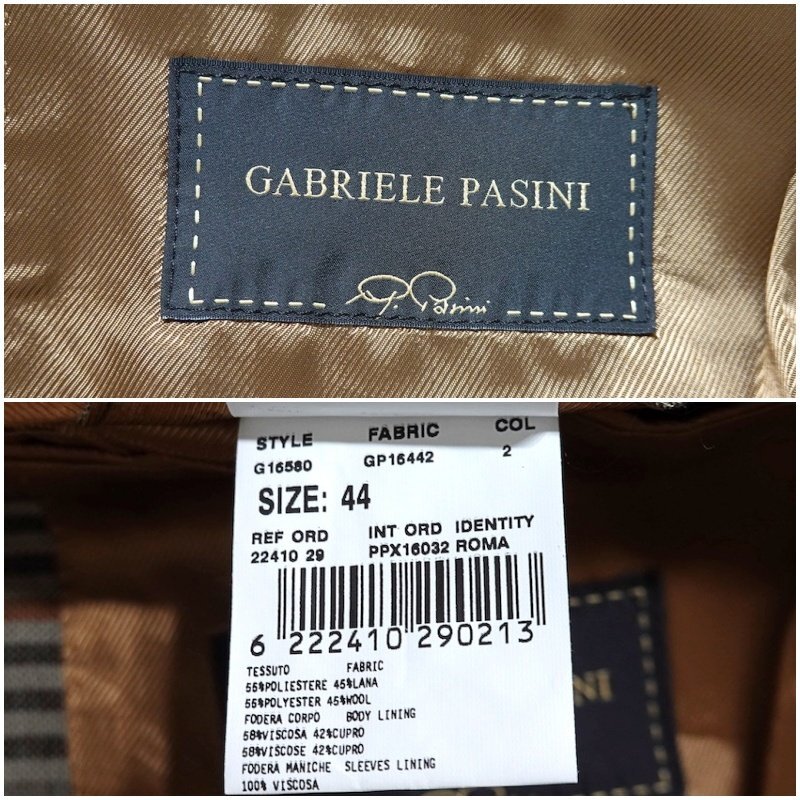 GABRIELE PASINI
G. Pasini
STYLE FABRIC COL
G16580 GP16442 2
SIZE: 44
REF ORD INT ORD IDENTITY
22410 29 PPX16032 ROMA
6 222410 290213
TESSUTO FABRIC
55%POLIESTERE 45%LANA
55%POLYESTER 45%WOOL
FODERA CORPO BODY LINING
58%VISCOSA 42%CUPRO
58%VISCOSE 42%CUPRO
FODERA MANICHE SLEEVES LINING
100% VISCOSA
NI